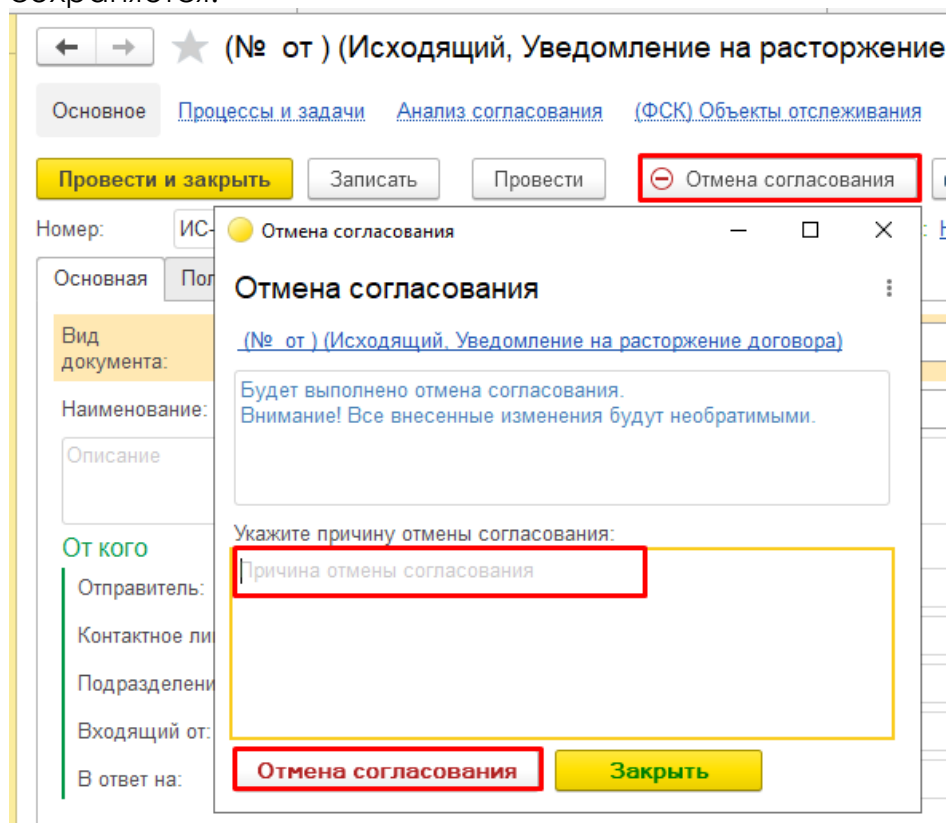 сохраняется.
(№ от ) (Исходящий, Уведомление на расторжение
Основное Процессы и задачи Анализ согласования (ФСК) Объекты отслеживания
Провести и закрыть Записать Провести Отмена согласования
Номер: ИС- Отмена согласования
Основная Пол
Отмена согласования
Вид документа:
(№ от ) (Исходящий, Уведомление на расторжение договора)
Будет выполнено отмена согласования.
Внимание! Все внесенные изменения будут необратимыми.
Наименование:
Описание
Укажите причину отмены согласования:
Причина отмены согласования
От кого
Отправитель:
Контактное ли
Подразделени
Входящий от:
В ответ на:
Отмена согласования Закрыть